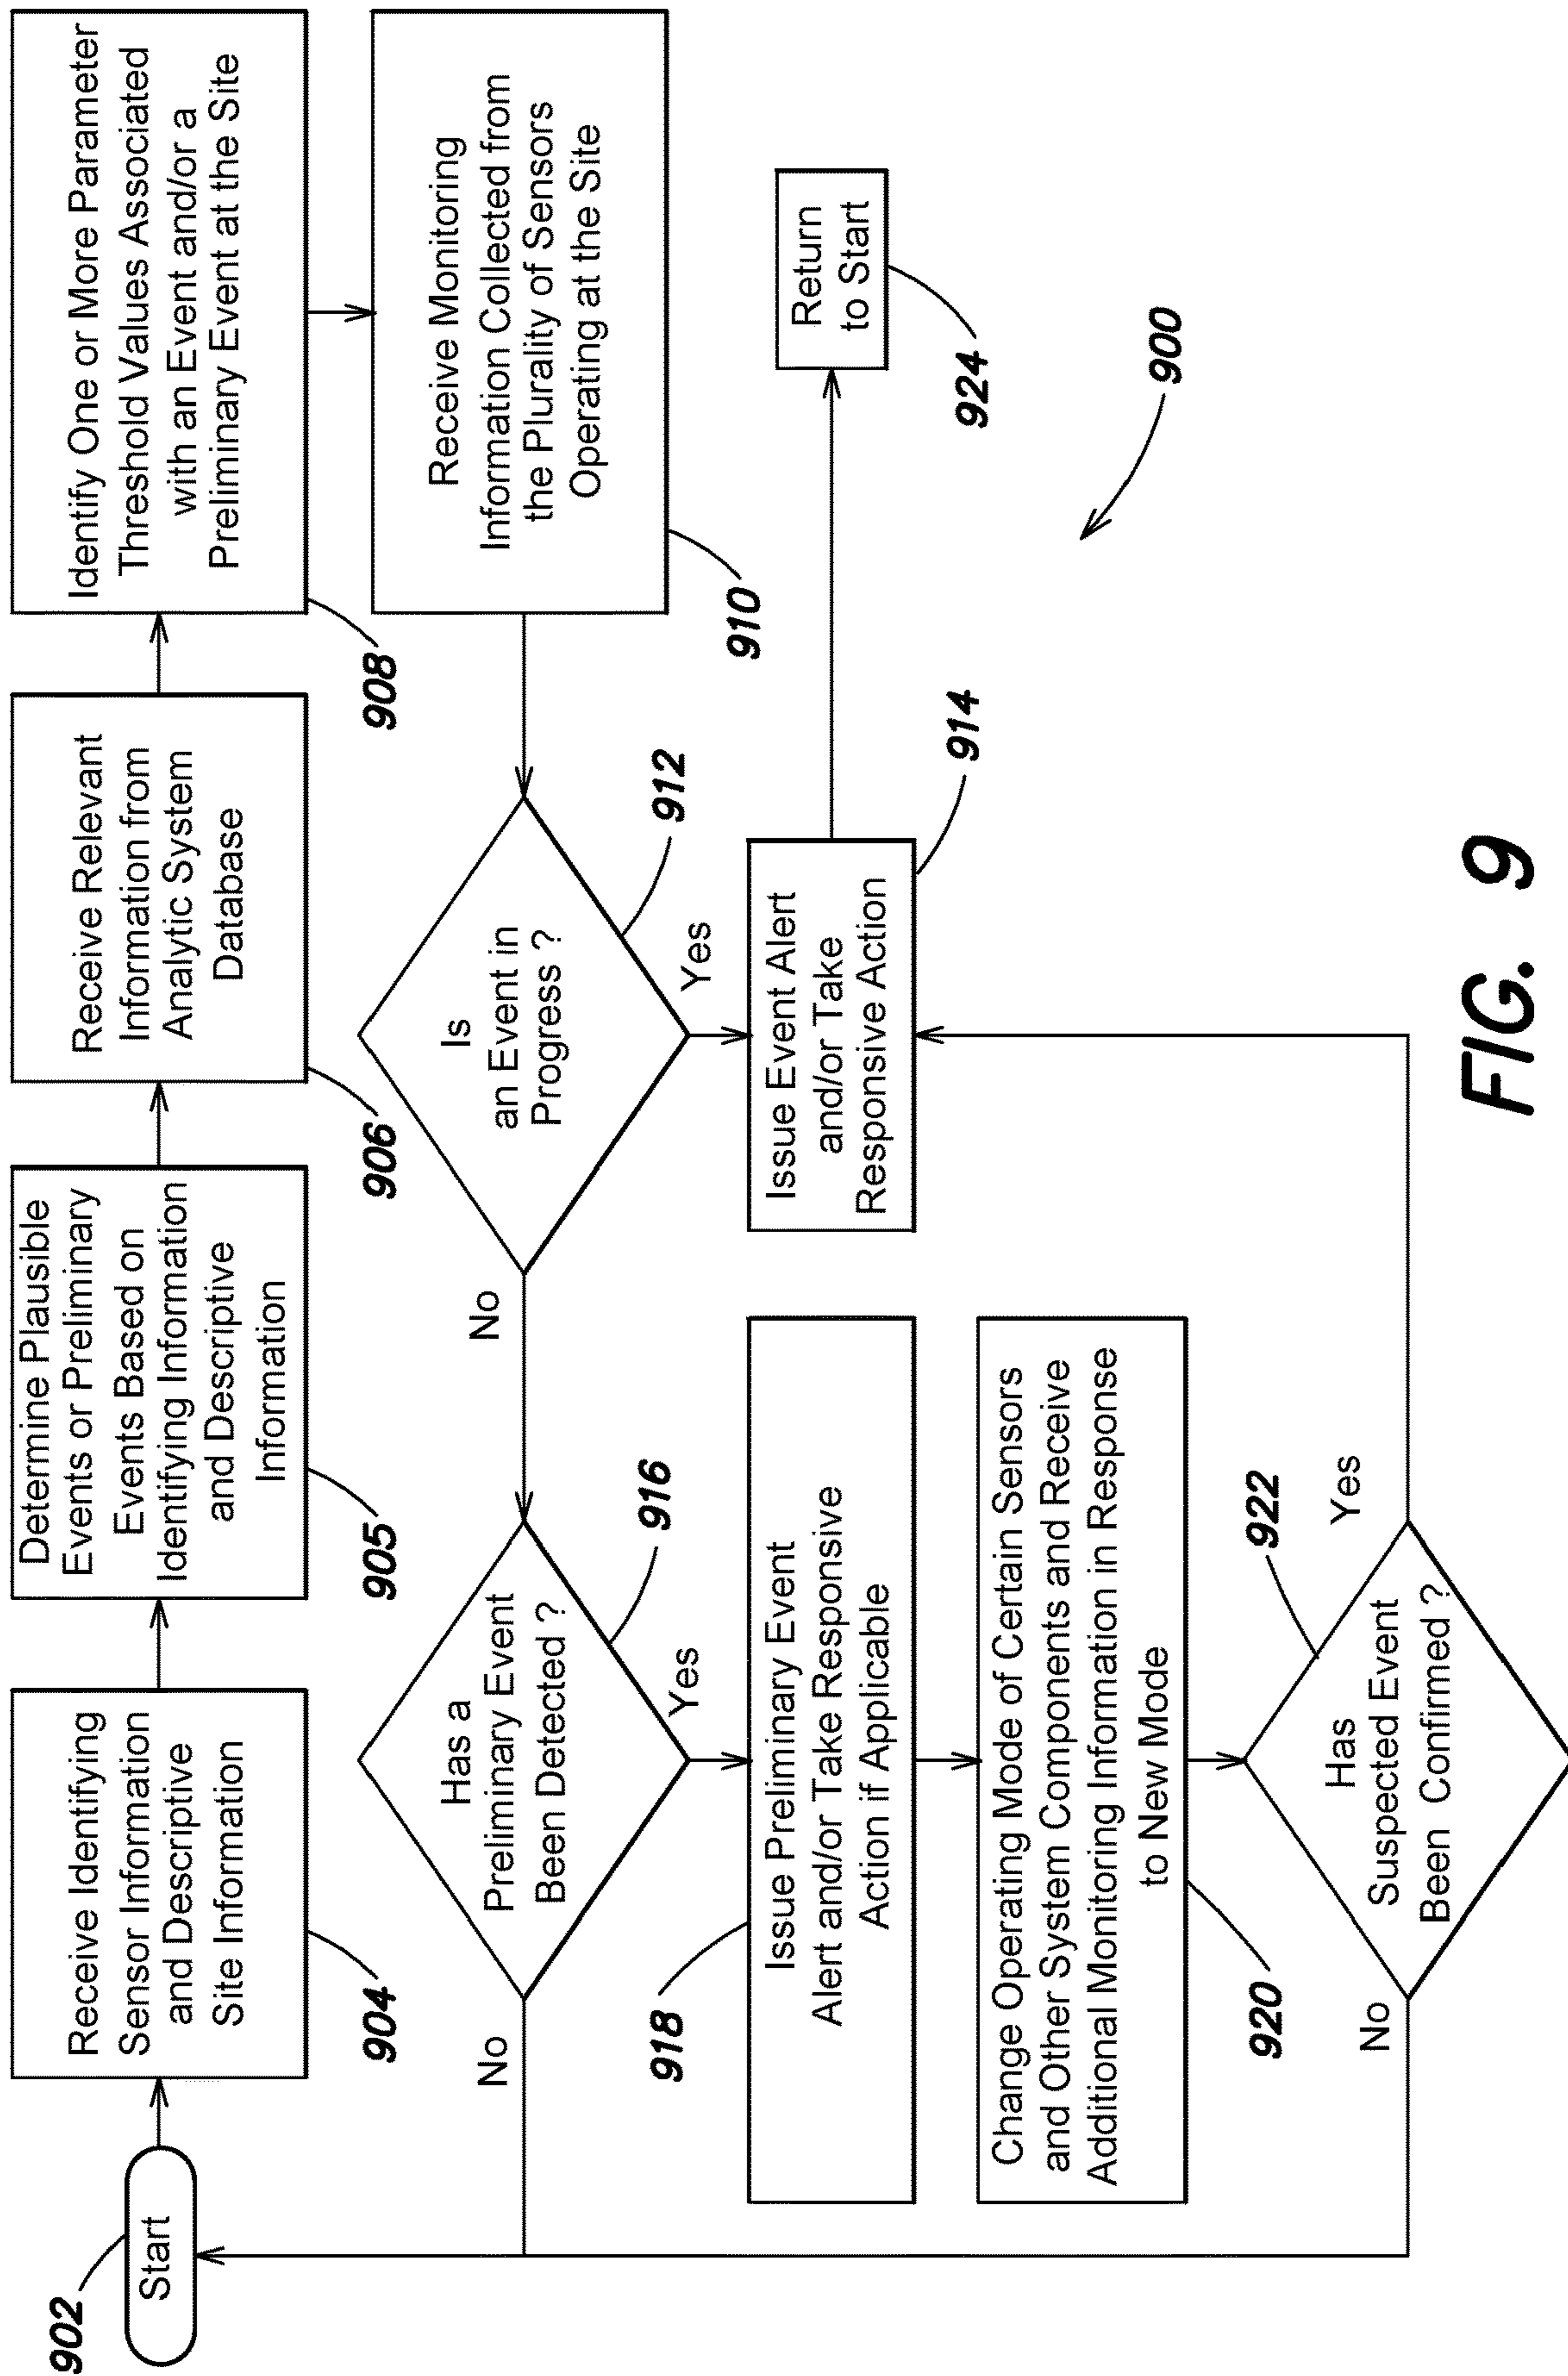 902
Start
Receive Identifying
Sensor Information
and Descriptive
Site Information
904
Determine Plausible
Events or Preliminary
Events Based on
Identifying Information
and Descriptive
Information
905
Receive Relevant
Information from
Analytic System
Database
906
Identify One or More Parameter
Threshold Values Associated
with an Event and/or a
Preliminary Event at the Site
908
Receive Monitoring
Information Collected from
the Plurality of Sensors
Operating at the Site
910
Is
an Event in
Progress ?
912
Yes
No
Issue Event Alert
and/or Take
Responsive Action
914
Return
to Start
924
Has a
Preliminary Event
Been Detected ?
916
Yes
No
Issue Preliminary Event
Alert and/or Take Responsive
Action if Applicable
918
Change Operating Mode of Certain Sensors
and Other System Components and Receive
Additional Monitoring Information in Response
to New Mode
920
Has
Suspected Event
Been Confirmed ?
922
Yes
No
900
FIG. 9